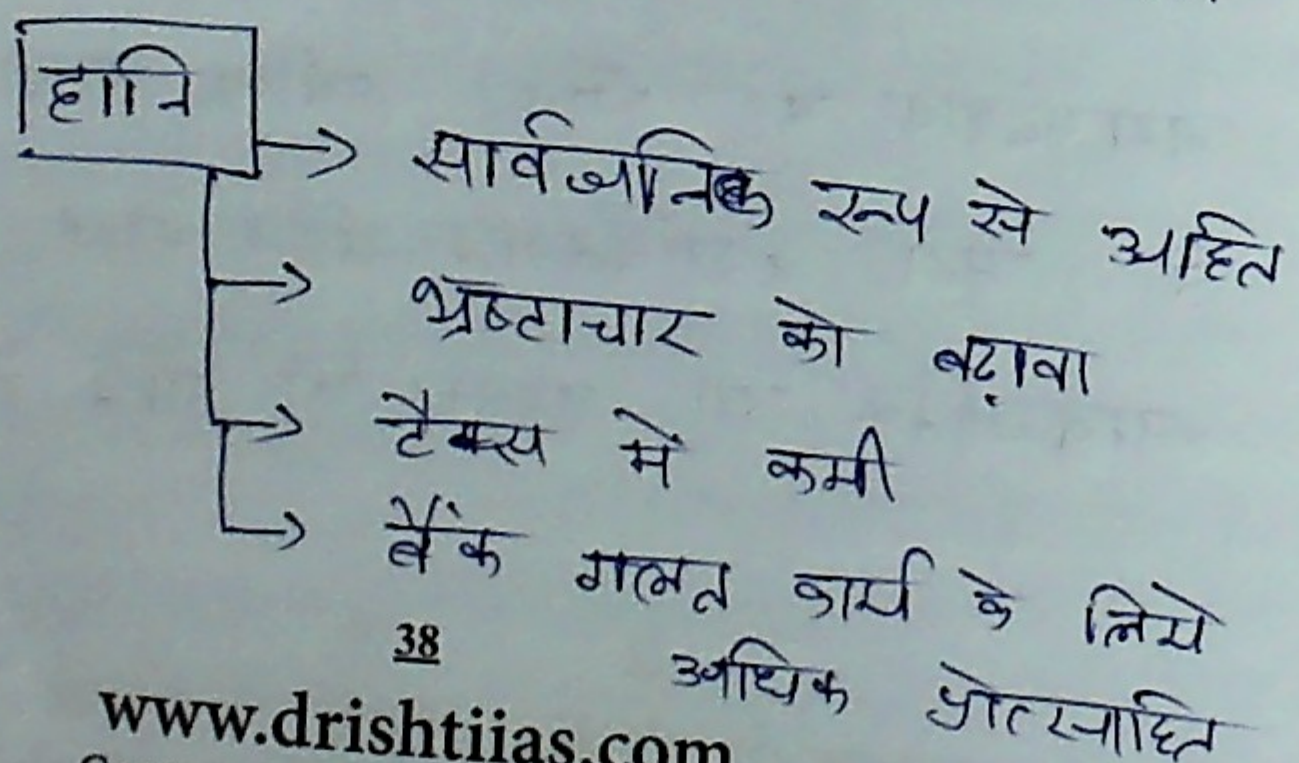 हानि
सार्वजनिक रूप से अहित
भ्रष्टाचार को बढ़ावा
टैक्स में कमी
बैंक गलत कार्य के लिये
38
अधिक प्रोत्साहित
www.drishtiias.com